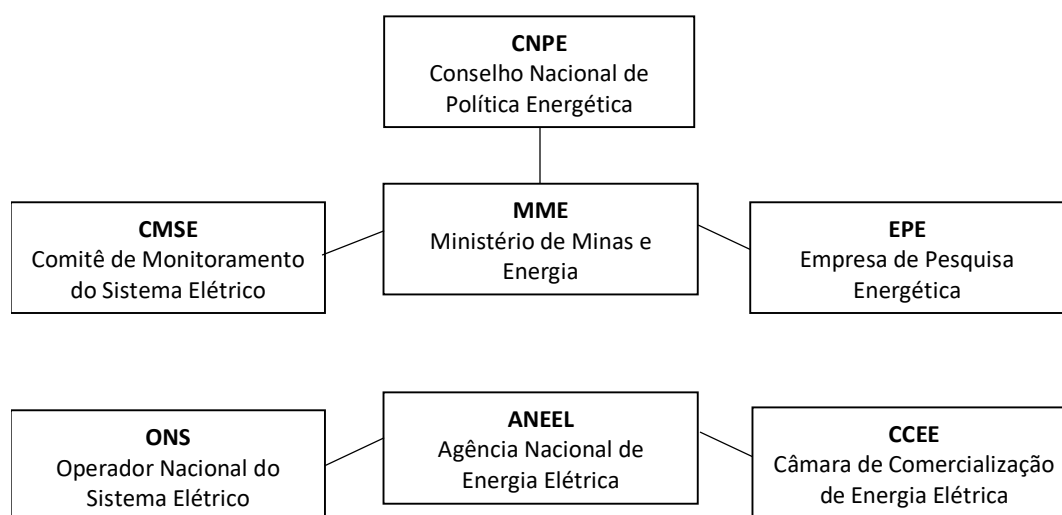 CNPE
Conselho Nacional de
Política Energética
CMSE
Comitê de Monitoramento
do Sistema Elétrico
MME
Ministério de Minas e
Energia
EPE
Empresa de Pesquisa
Energética
ONS
Operador Nacional do
Sistema Elétrico
ANEEL
Agência Nacional de
Energia Elétrica
CCEE
Câmara de Comercialização
de Energia Elétrica